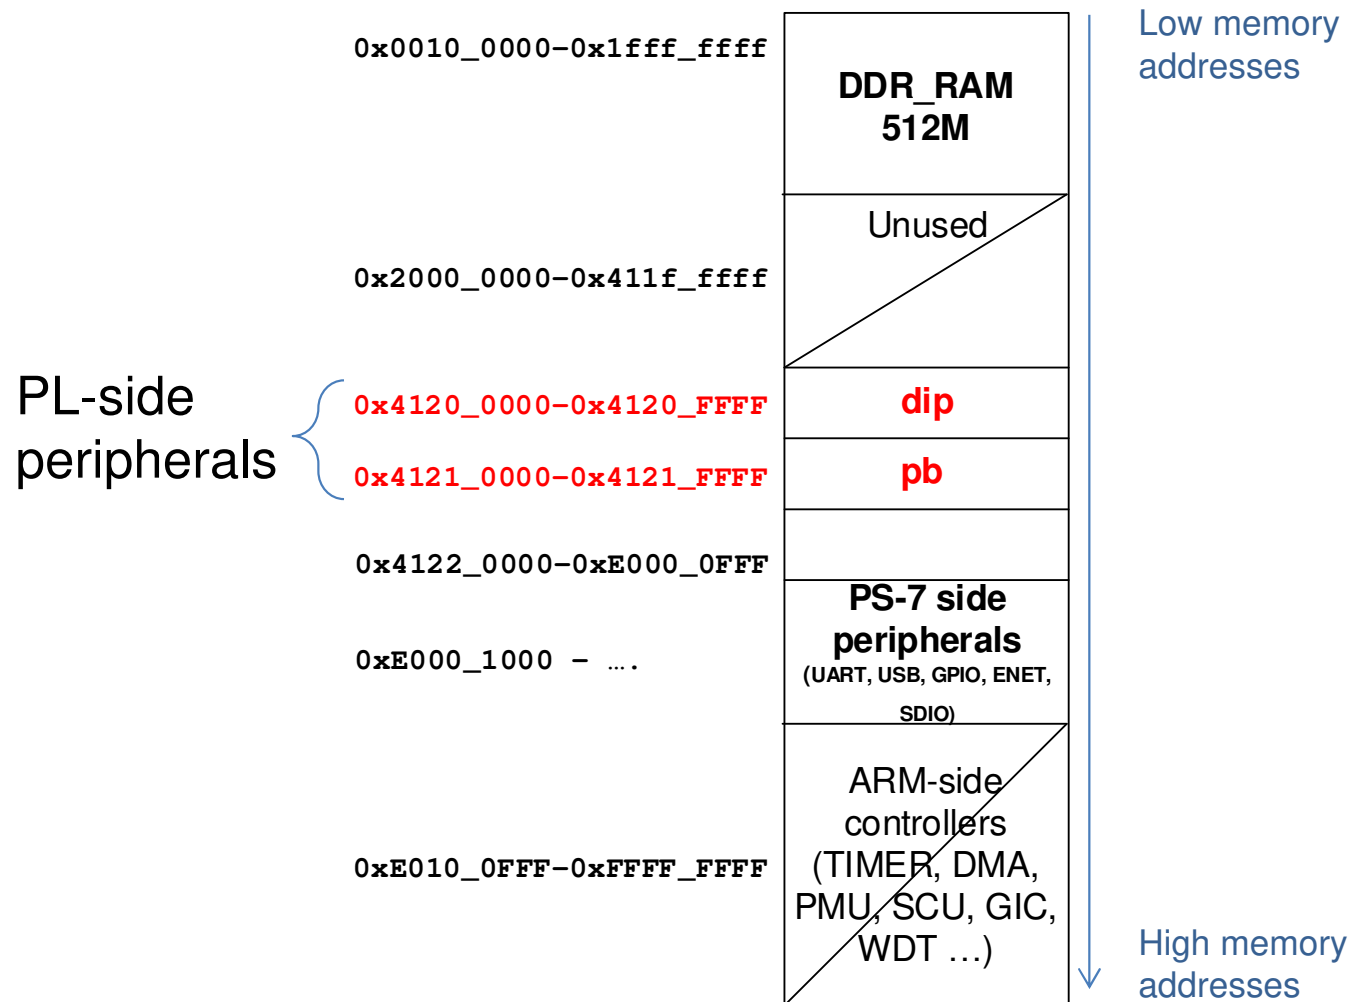 Low memory
addresses
0x0010_0000–0x1fff_ffff
DDR_RAM
512M
Unused
0x2000_0000–0x411f_ffff
PL-side
peripherals
0x4120_0000–0x4120_FFFF
dip
0x4121_0000–0x4121_FFFF
pb
0x4122_0000–0xE000_0FFF
0xE000_1000 – ….
PS-7 side
peripherals
(UART, USB, GPIO, ENET,
SDIO)
0xE010_0FFF–0xFFFF_FFFF
ARM-side
controllers
(TIMER, DMA,
PMU, SCU, GIC,
WDT …)
High memory
addresses